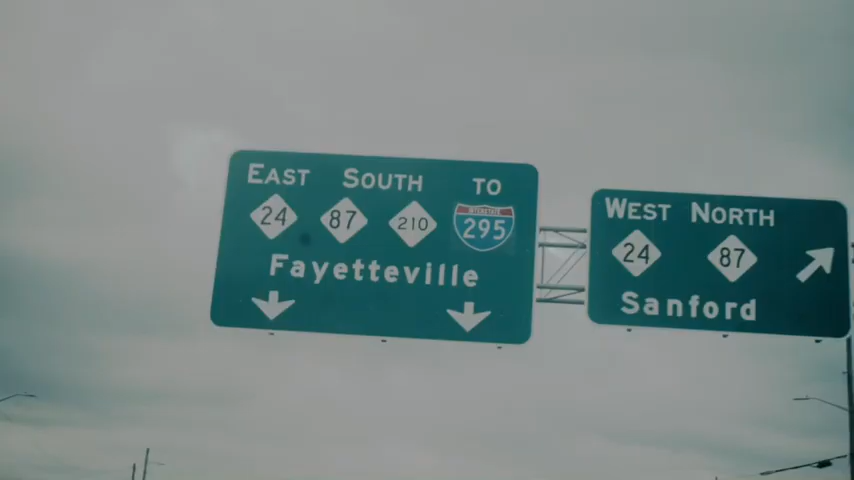 EAST SOUTH TO
24 87 210 INTERSTATE 295
Fayetteville
WEST NORTH
24 87
Sanford